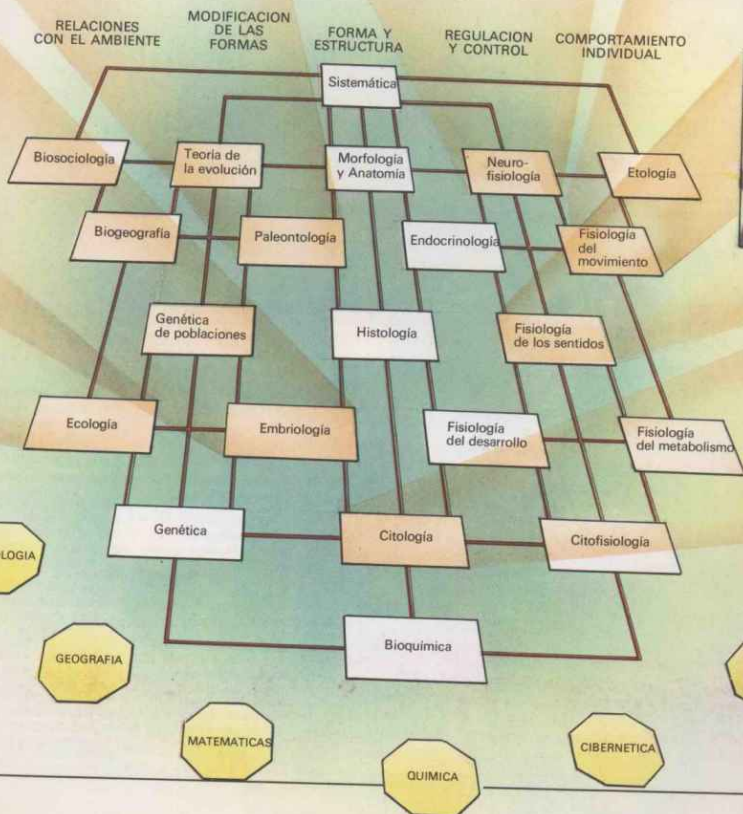 RELACIONES
CON EL AMBIENTE
MODIFICACION
DE LAS
FORMAS
FORMA Y
ESTRUCTURA
REGULACION
Y CONTROL
COMPORTAMIENTO
INDIVIDUAL
Sistemática
Biosociología
Teoria de
la evolución
Morfología
y Anatomía
Neuro-
fisiología
Etología
Biogeografía
Paleontología
Endocrinología
Fisiología
del
movimiento
Genética
de poblaciones
Histología
Fisiología
de los sentidos
Ecología
Embriología
Fisiología
del desarrollo
Fisiología
del metabolismo
Genética
Citología
Citofisiología
LOGIA
Bioquímica
GEOGRAFIA
MATEMATICAS
QUIMICA
CIBERNETICA